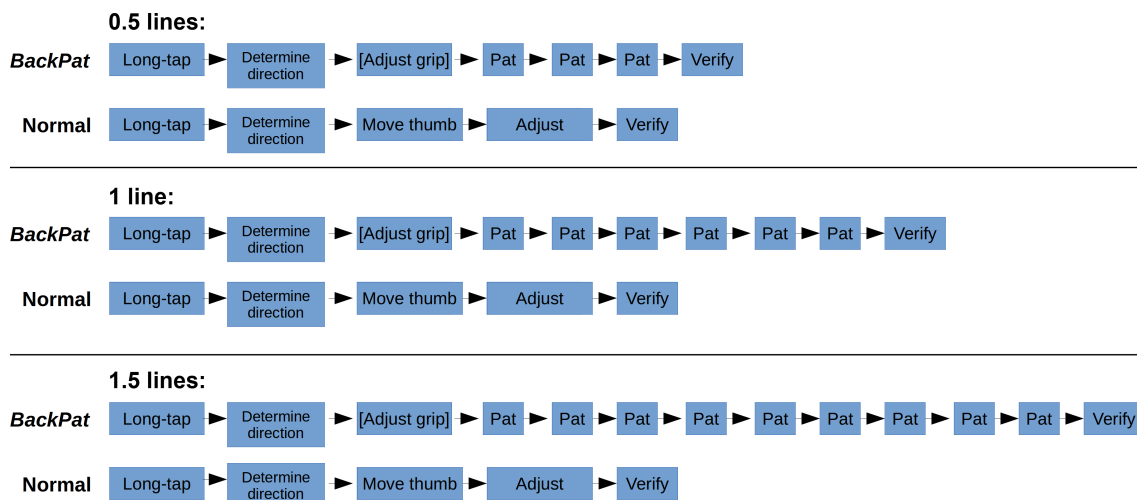 0.5 lines:
BackPat Long-tap Determine direction [Adjust grip] Pat Pat Pat Verify
Normal Long-tap Determine direction Move thumb Adjust Verify
1 line:
BackPat Long-tap Determine direction [Adjust grip] Pat Pat Pat Pat Pat Pat Verify
Normal Long-tap Determine direction Move thumb Adjust Verify
1.5 lines:
BackPat Long-tap Determine direction [Adjust grip] Pat Pat Pat Pat Pat Pat Pat Pat Pat Verify
Normal Long-tap Determine direction Move thumb Adjust Verify